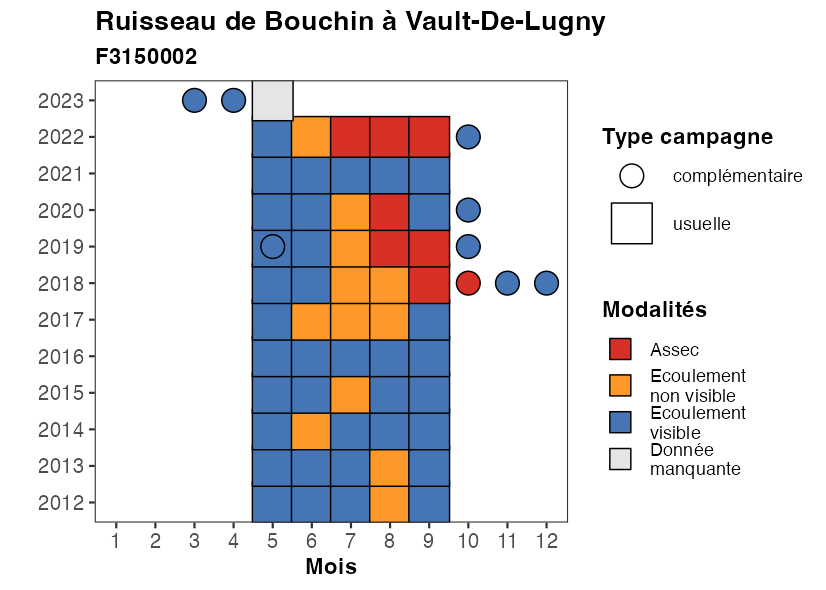 Ruisseau de Bouchin à Vault-De-Lugny
F3150002
2023
2022
2021
2020
2019
2018
2017
2016
2015
2014
2013
2012
1 2 3 4 5 6 7 8 9 10 11 12
Mois
Type campagne
complémentaire
usuelle
Modalités
Assec
Ecoulement
non visible
Ecoulement
visible
Donnée
manquante